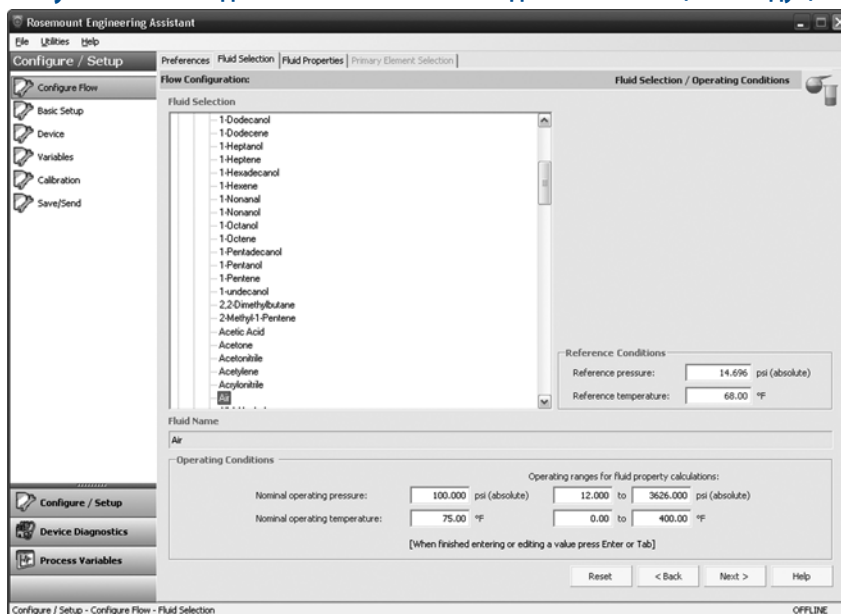 Rosemount Engineering Assistant
File Utilities Help
Configure / Setup
Preferences Fluid Selection Fluid Properties Primary Element Selection
Configure Flow
Basic Setup
Device
Variables
Calibration
Save/Send
Flow Configuration: Fluid Selection / Operating Conditions
Fluid Selection
1-Dodecanol
1-Dodecene
1-Heptanol
1-Heptene
1-Hexadecanol
1-Hexene
1-Nonanal
1-Nonanol
1-Octanol
1-Octene
1-Pentadecanol
1-Pentanol
1-Pentene
1-undecanol
2,2-Dimethylbutane
2-Methyl-1-Pentene
Acetic Acid
Acetone
Acetonitrile
Acetylene
Acrylonitrile
Air
Reference Conditions
Reference pressure: 14.696 psi (absolute)
Reference temperature: 68.00 °F
Fluid Name
Air
Operating Conditions
Operating ranges for fluid property calculations:
Nominal operating pressure: 100.000 psi (absolute) 12.000 to 3626.000 psi (absolute)
Nominal operating temperature: 75.00 °F 0.00 to 400.00 °F
[When finished entering or editing a value press Enter or Tab]
Reset < Back Next > Help
Configure / Setup
Device Diagnostics
Process Variables
Configure / Setup - Configure Flow - Fluid Selection OFFLINE